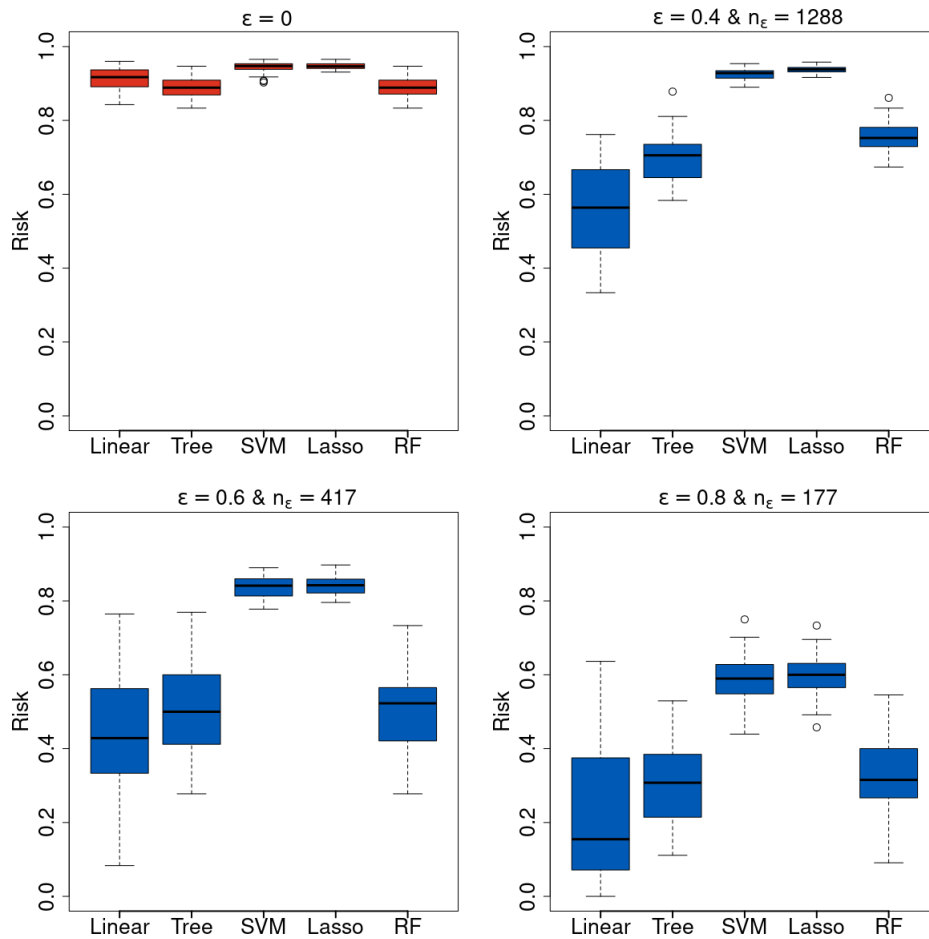 ε = 0
Risk
0.0 0.2 0.4 0.6 0.8 1.0
Linear Tree SVM Lasso RF
ε = 0.4 & nε = 1288
Risk
0.0 0.2 0.4 0.6 0.8 1.0
Linear Tree SVM Lasso RF
ε = 0.6 & nε = 417
Risk
0.0 0.2 0.4 0.6 0.8 1.0
Linear Tree SVM Lasso RF
ε = 0.8 & nε = 177
Risk
0.0 0.2 0.4 0.6 0.8 1.0
Linear Tree SVM Lasso RF